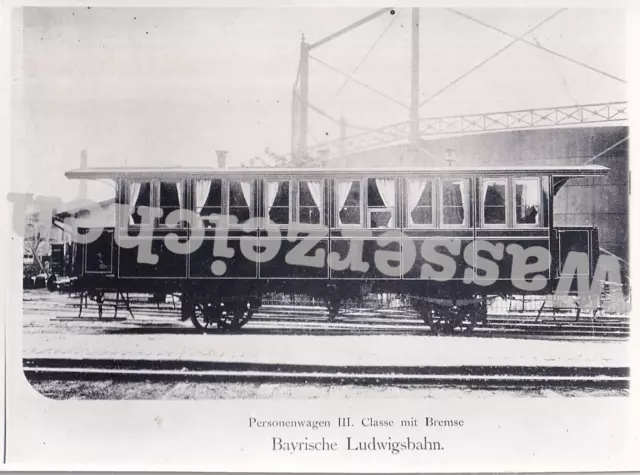 Wasserzeichen
Personenwagen III. Classe mit Bremse
Bayrische Ludwigsbahn.